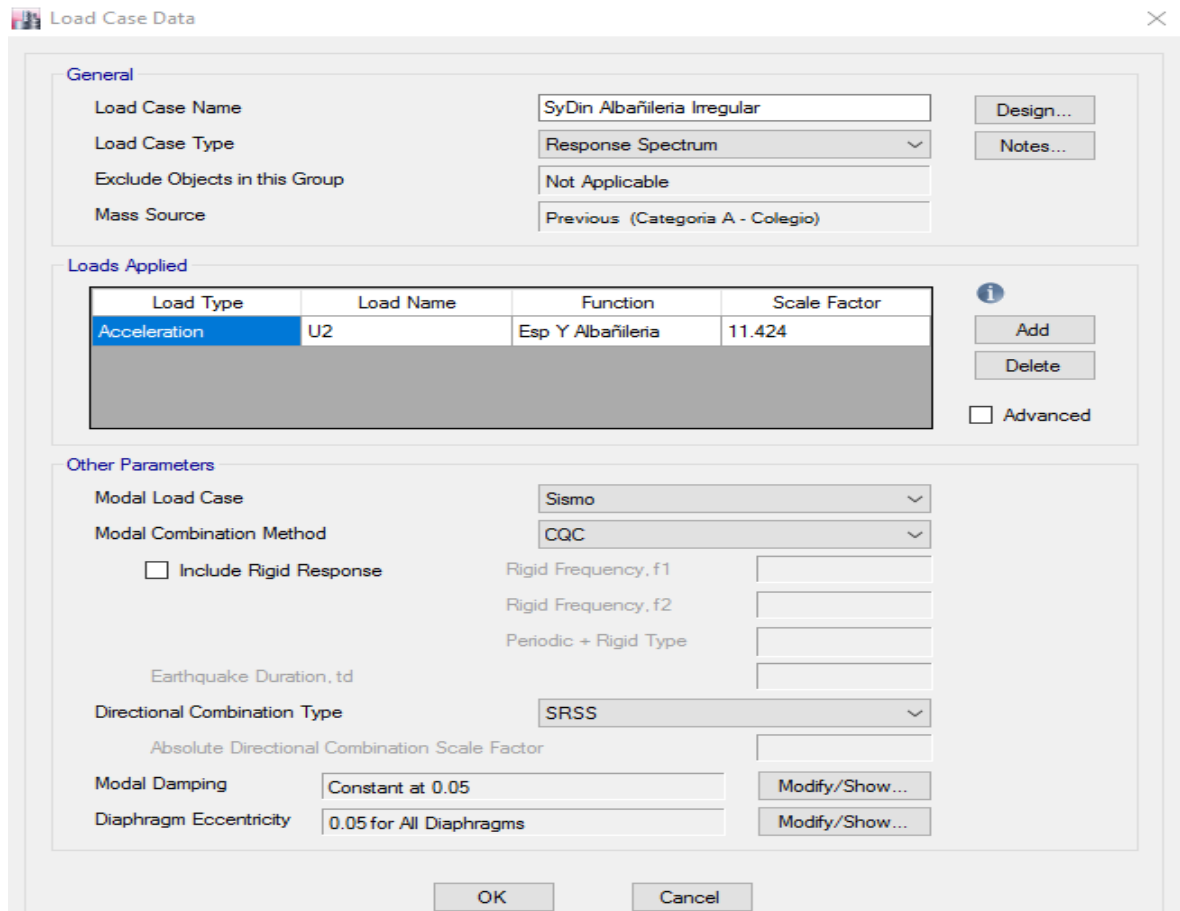 Load Case Data
General
Load Case Name SyDin Albañileria Irregular Design...
Load Case Type Response Spectrum Notes...
Exclude Objects in this Group Not Applicable
Mass Source Previous (Categoria A - Colegio)
Loads Applied
Load Type Load Name Function Scale Factor
Acceleration U2 Esp Y Albañileria 11.424
Add
Delete
Advanced
Other Parameters
Modal Load Case Sismo
Modal Combination Method CQC
Include Rigid Response Rigid Frequency, f1
Rigid Frequency, f2
Periodic + Rigid Type
Earthquake Duration, td
Directional Combination Type SRSS
Absolute Directional Combination Scale Factor
Modal Damping Constant at 0.05 Modify/Show...
Diaphragm Eccentricity 0.05 for All Diaphragms Modify/Show...
OK Cancel